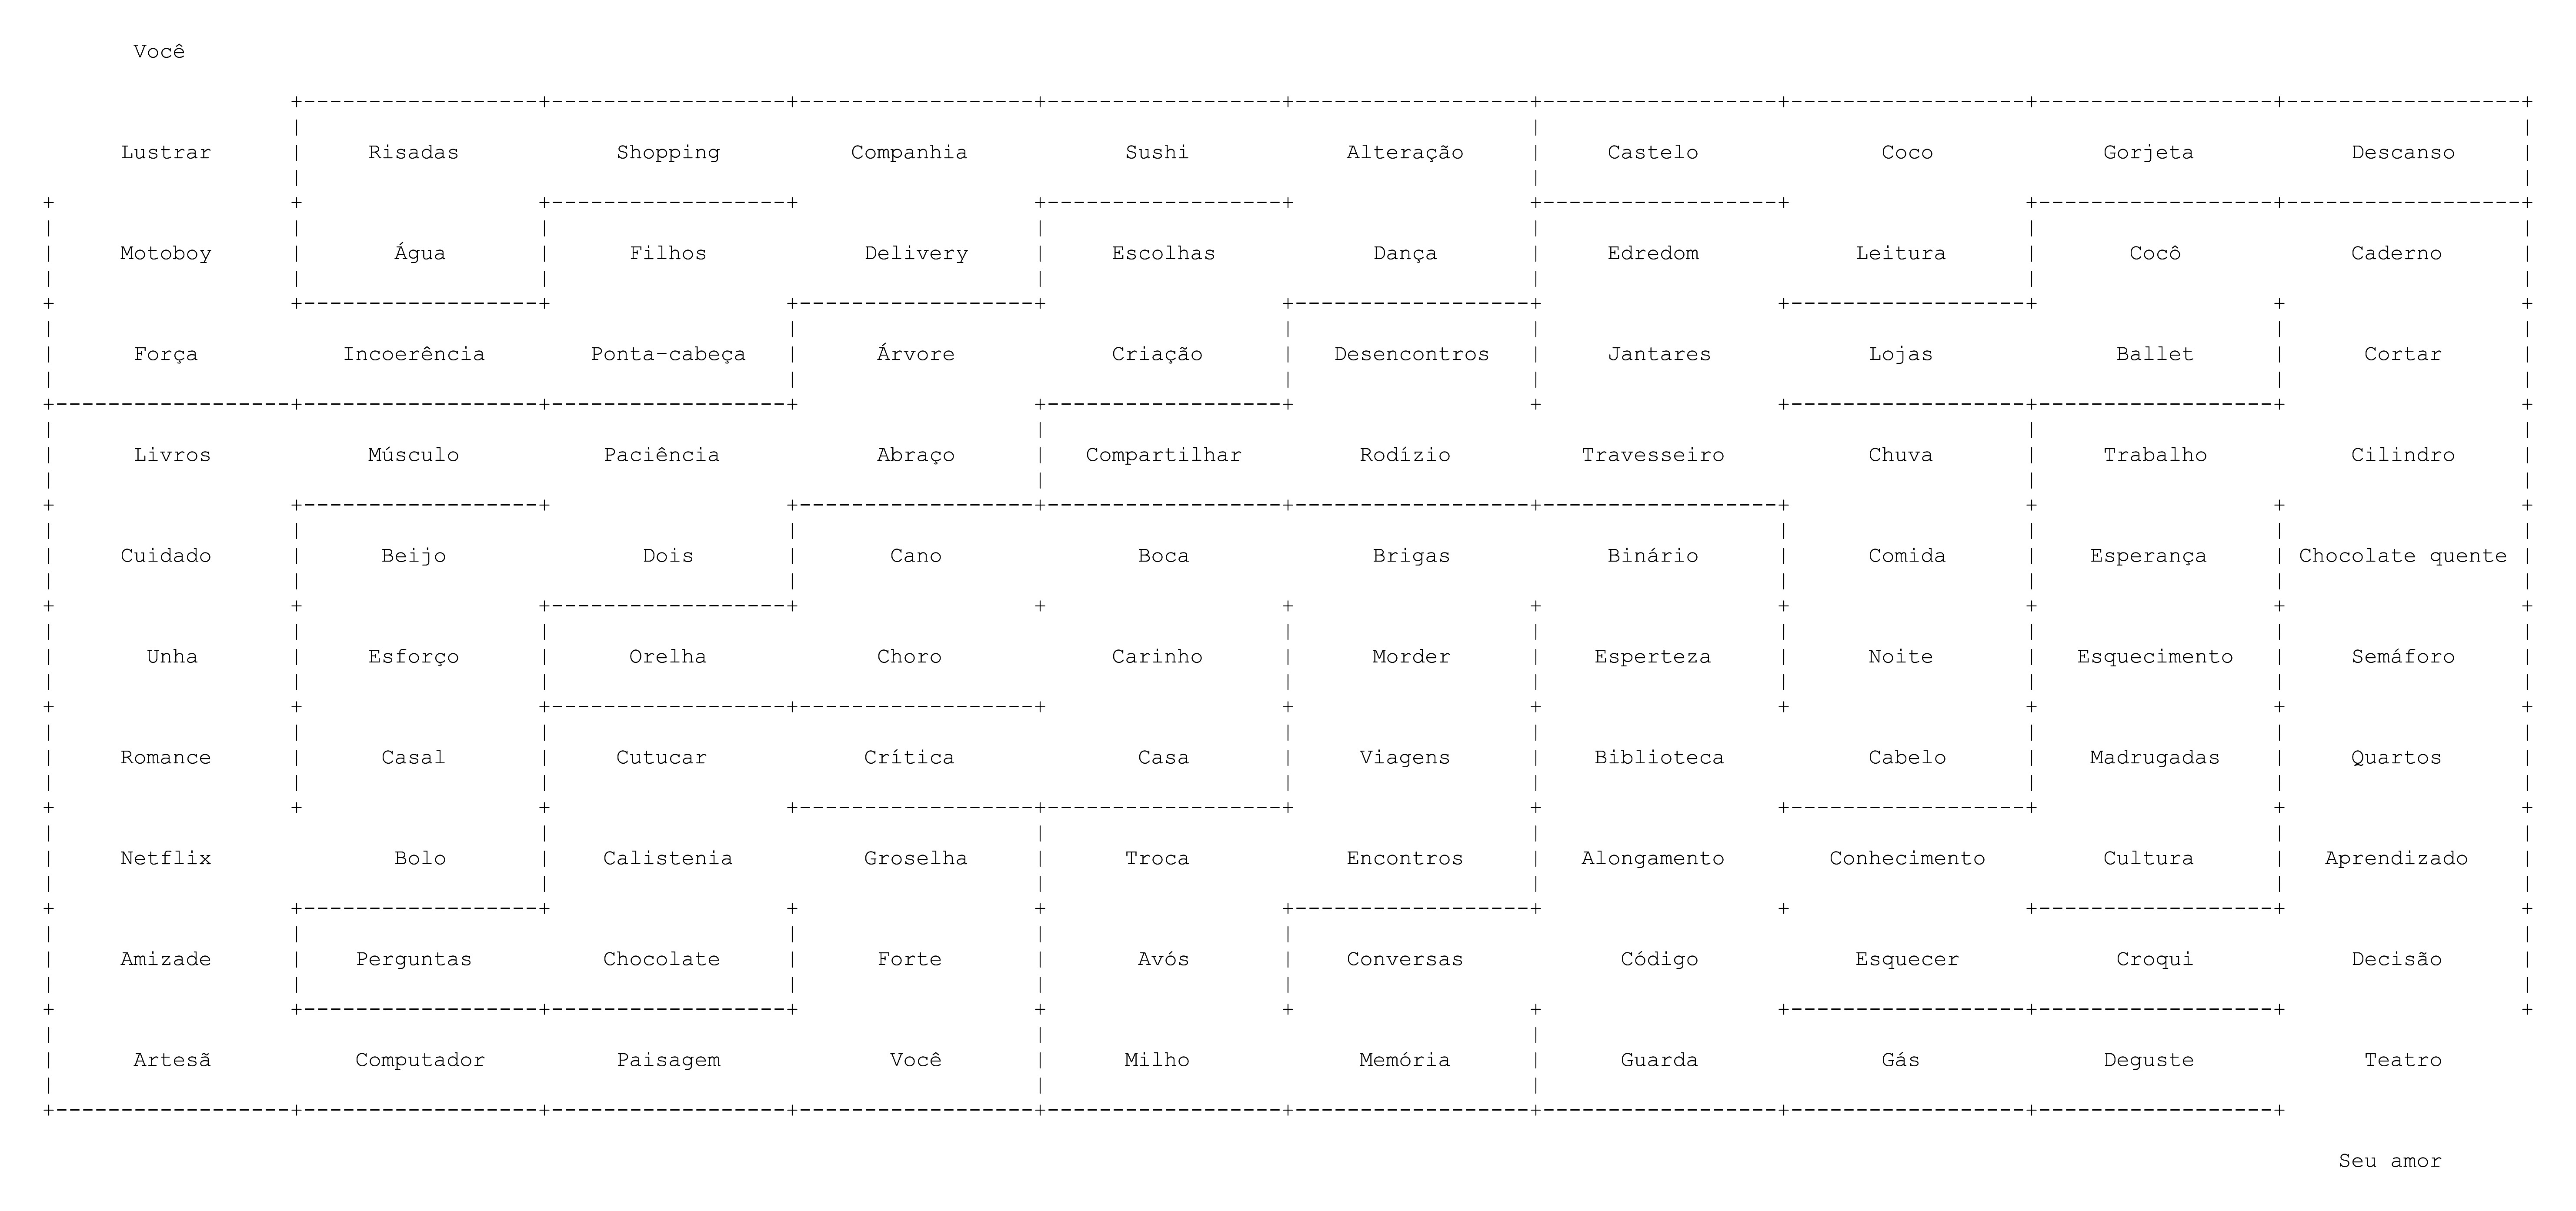 Você
Lustrar Risadas Shopping Companhia Sushi Alteração Castelo Coco Gorjeta Descanso
Motoboy Água Filhos Delivery Escolhas Dança Edredom Leitura Cocô Caderno
Força Incoerência Ponta-cabeça Árvore Criação Desencontros Jantares Lojas Ballet Cortar
Livros Músculo Paciência Abraço Compartilhar Rodízio Travesseiro Chuva Trabalho Cilindro
Cuidado Beijo Dois Cano Boca Brigas Binário Comida Esperança Chocolate quente
Unha Esforço Orelha Choro Carinho Morder Esperteza Noite Esquecimento Semáforo
Romance Casal Cutucar Crítica Casa Viagens Biblioteca Cabelo Madrugadas Quartos
Netflix Bolo Calistenia Groselha Troca Encontros Alongamento Conhecimento Cultura Aprendizado
Amizade Perguntas Chocolate Forte Avós Conversas Código Esquecer Croqui Decisão
Artesã Computador Paisagem Você Milho Memória Guarda Gás Deguste Teatro
Seu amor